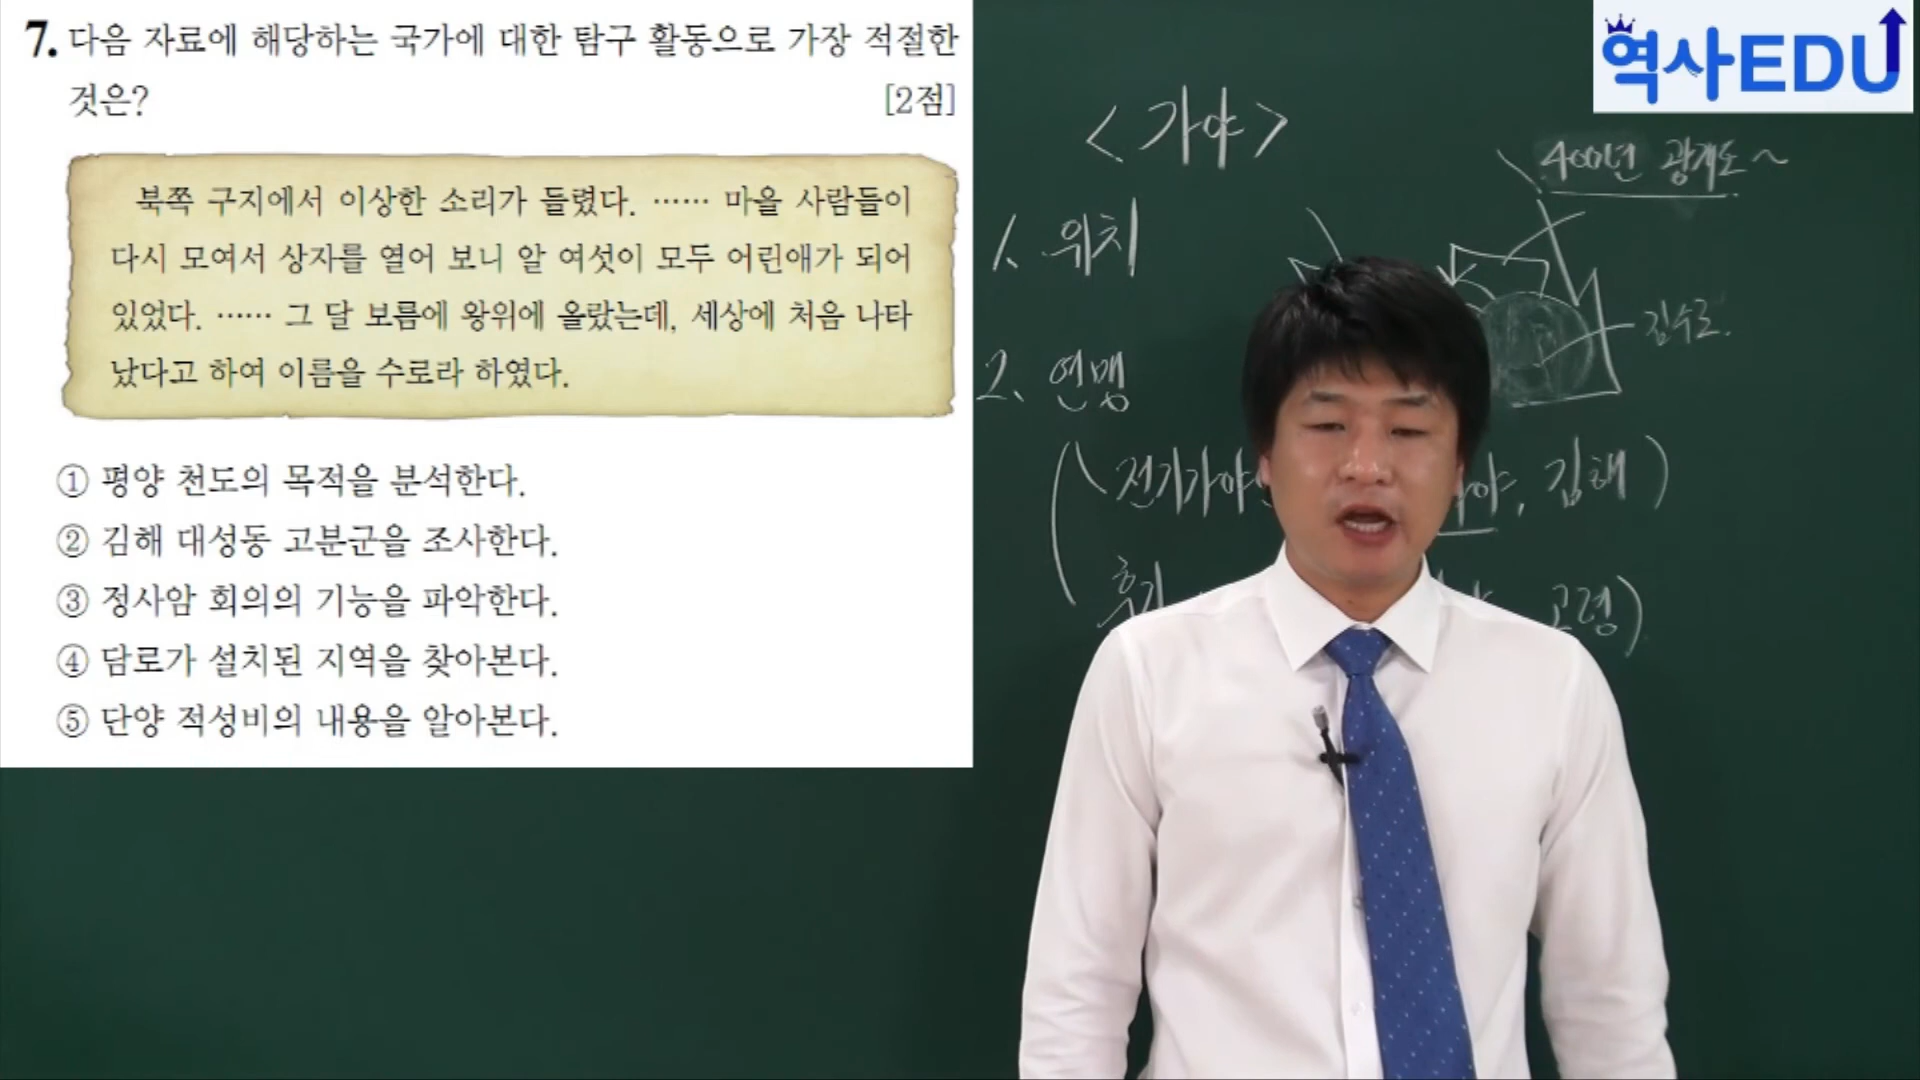 7. 다음 자료에 해당하는 국가에 대한 탐구 활동으로 가장 적절한
것은? [2점]
북쪽 구지에서 이상한 소리가 들렸다. …… 마을 사람들이
다시 모여서 상자를 열어 보니 알 여섯이 모두 어린애가 되어
있었다. …… 그 달 보름에 왕위에 올랐는데, 세상에 처음 나타
났다고 하여 이름을 수로라 하였다.
① 평양 천도의 목적을 분석한다.
② 김해 대성동 고분군을 조사한다.
③ 정사암 회의의 기능을 파악한다.
④ 담로가 설치된 지역을 찾아본다.
⑤ 단양 적성비의 내용을 알아본다.
역사EDU
<가야>
400년 광개토~
1. 위치
김수로.
2. 연맹
전기가야 야, 김해)
후기 고령)